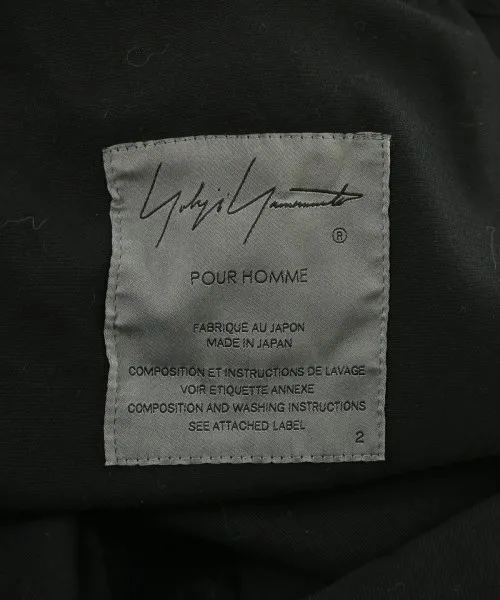 Yohji Yamamoto
®
POUR HOMME
FABRIQUE AU JAPON
MADE IN JAPAN
COMPOSITION ET INSTRUCTIONS DE LAVAGE
VOIR ETIQUETTE ANNEXE
COMPOSITION AND WASHING INSTRUCTIONS
SEE ATTACHED LABEL
2